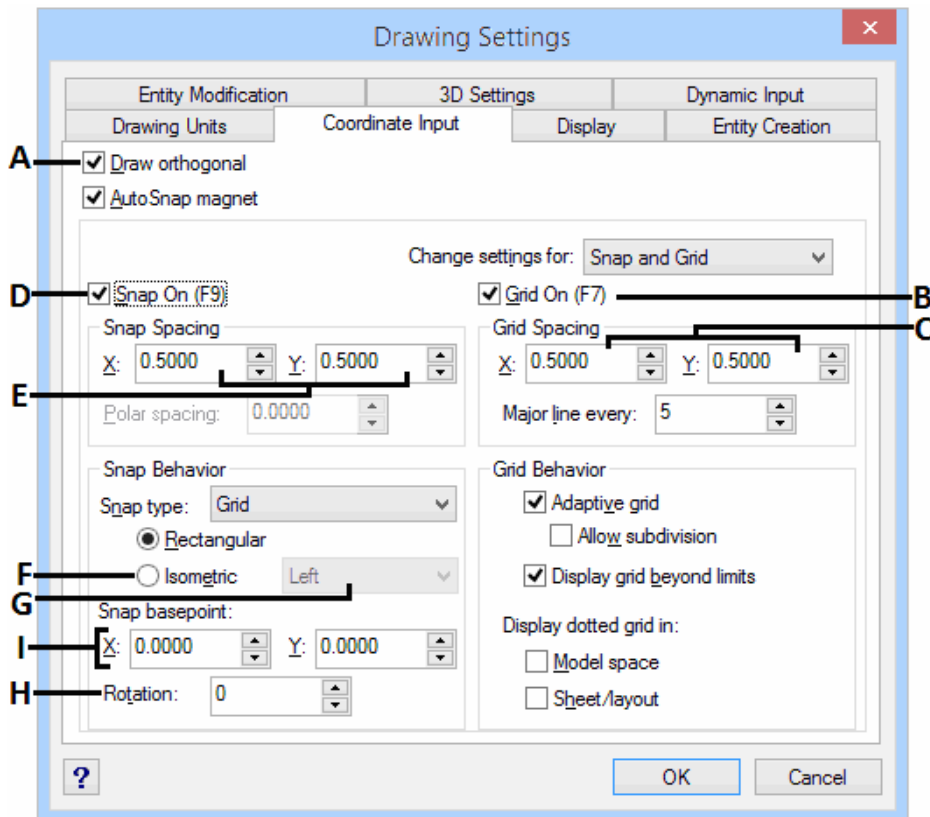 Drawing Settings
Entity Modification 3D Settings Dynamic Input
Drawing Units Coordinate Input Display Entity Creation
A Draw orthogonal
AutoSnap magnet
Change settings for: Snap and Grid
D Snap On (F9) Grid On (F7) B
Snap Spacing Grid Spacing C
X: 0.5000 Y: 0.5000 X: 0.5000 Y: 0.5000
E
Polar spacing: 0.0000 Major line every: 5
Snap Behavior Grid Behavior
Snap type: Grid Adaptive grid
Rectangular Allow subdivision
F Isometric Left Display grid beyond limits
G
Snap basepoint: Display dotted grid in:
I X: 0.0000 Y: 0.0000 Model space
H Rotation: 0 Sheet/layout
? OK Cancel